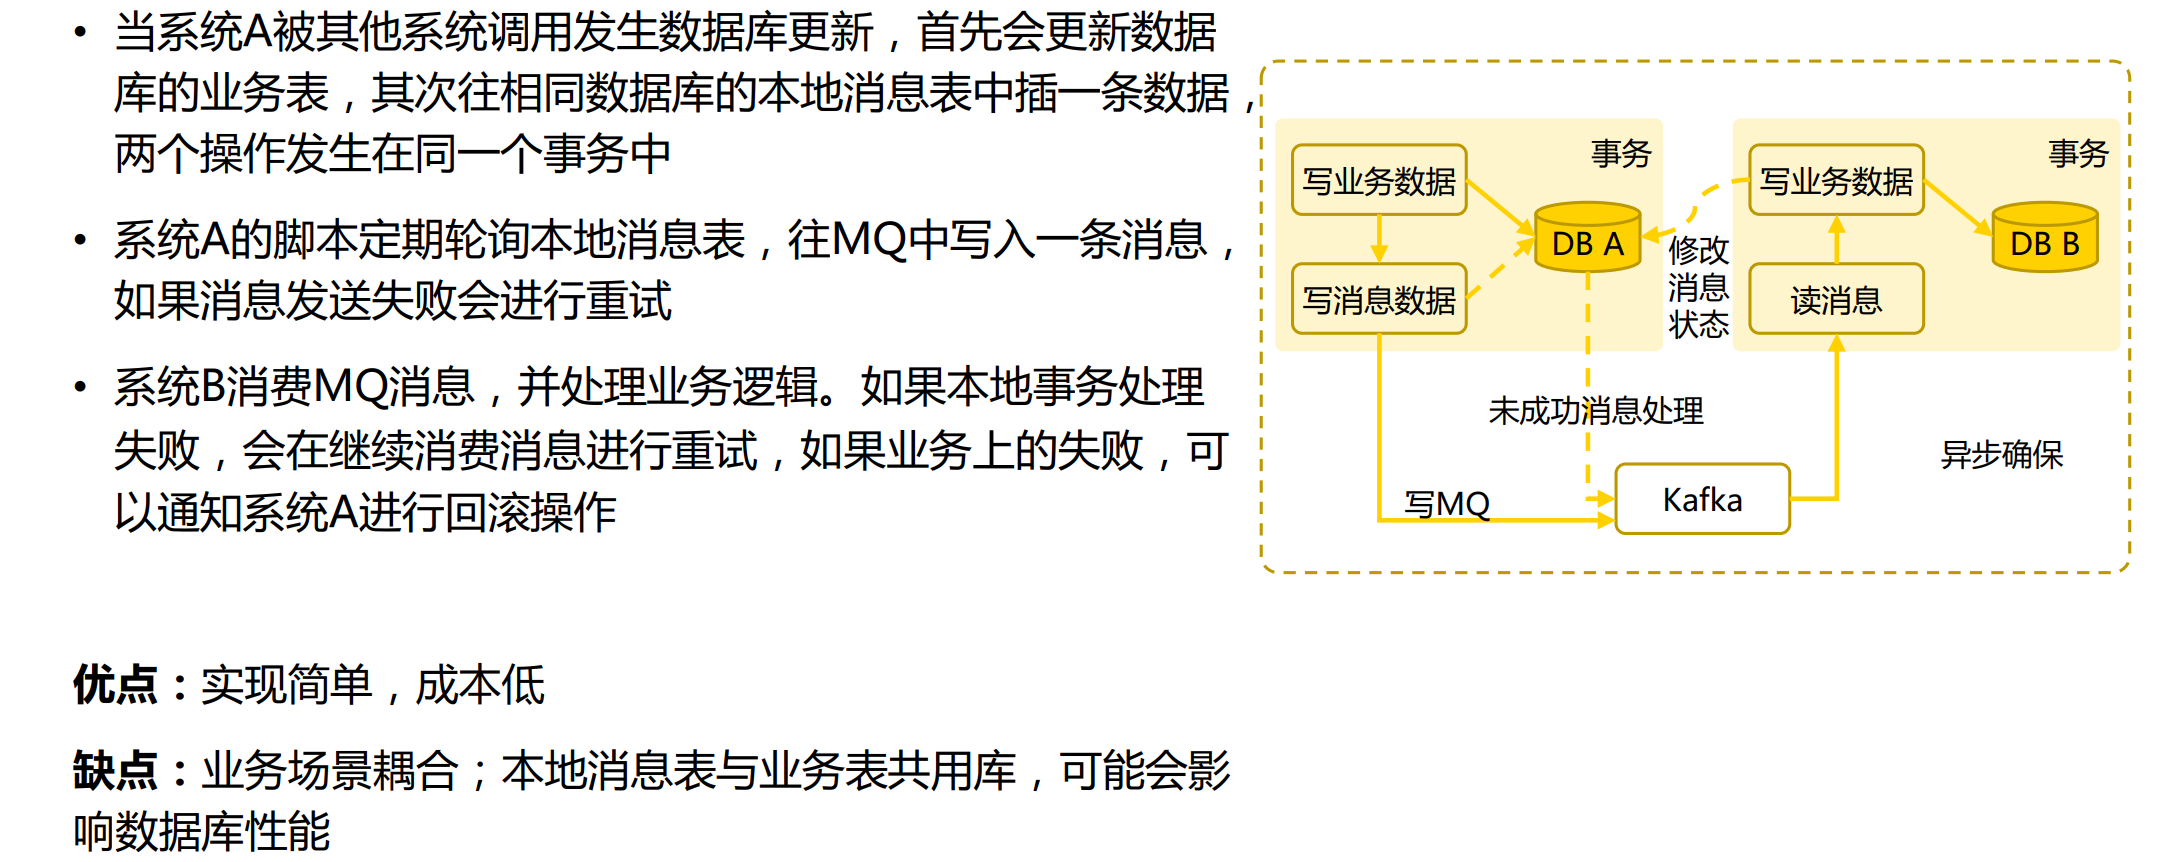 • 当系统A被其他系统调用发生数据库更新，首先会更新数据
库的业务表，其次往相同数据库的本地消息表中插一条数据，
两个操作发生在同一个事务中
• 系统A的脚本定期轮询本地消息表，往MQ中写入一条消息，
如果消息发送失败会进行重试
• 系统B消费MQ消息，并处理业务逻辑。如果本地事务处理
失败，会在继续消费消息进行重试，如果业务上的失败，可
以通知系统A进行回滚操作
优点：实现简单，成本低
缺点：业务场景耦合；本地消息表与业务表共用库，可能会影
响数据库性能
事务
写业务数据
DB A
写消息数据
修改
消息
状态
事务
写业务数据
DB B
读消息
未成功消息处理
异步确保
写MQ
Kafka